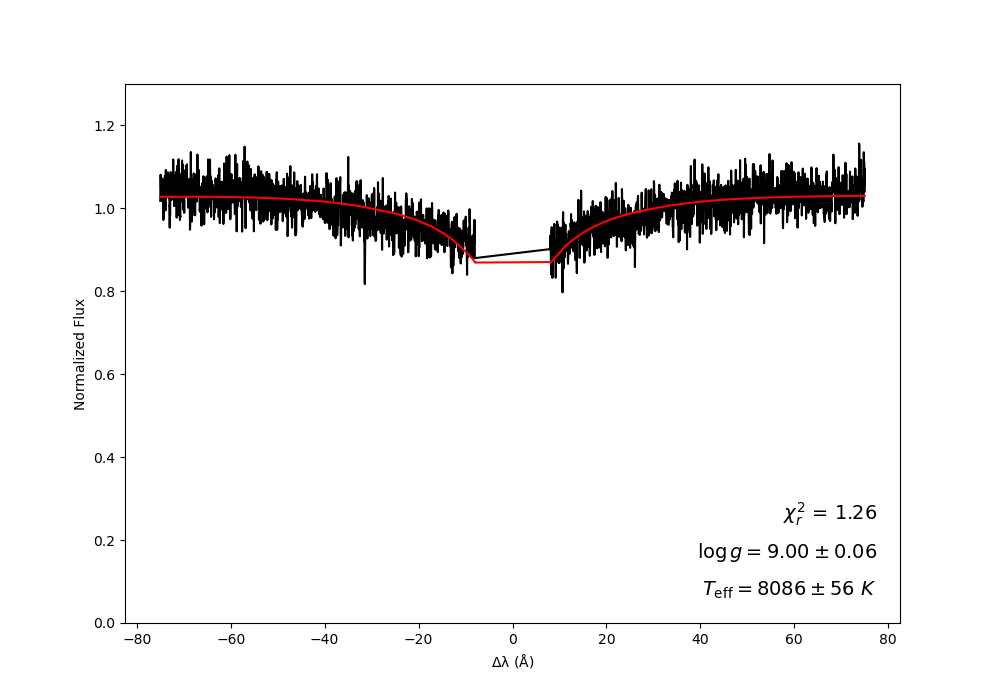 1.2
1.0
0.8
0.6
0.4
0.2
0.0
Normalized Flux
χ²ᵣ = 1.26
log g = 9.00 ± 0.06
T_eff = 8086 ± 56 K
−80 −60 −40 −20 0 20 40 60 80
Δλ (Å)